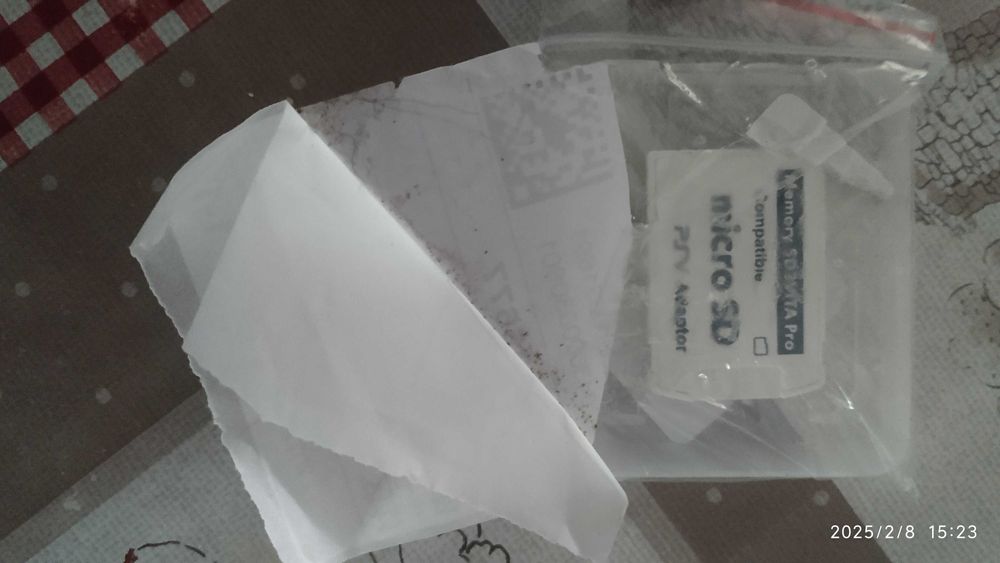 Memory SD2VITA Pro
Compatible
micro SD
PSV Adaptor
2025/2/8 15:23